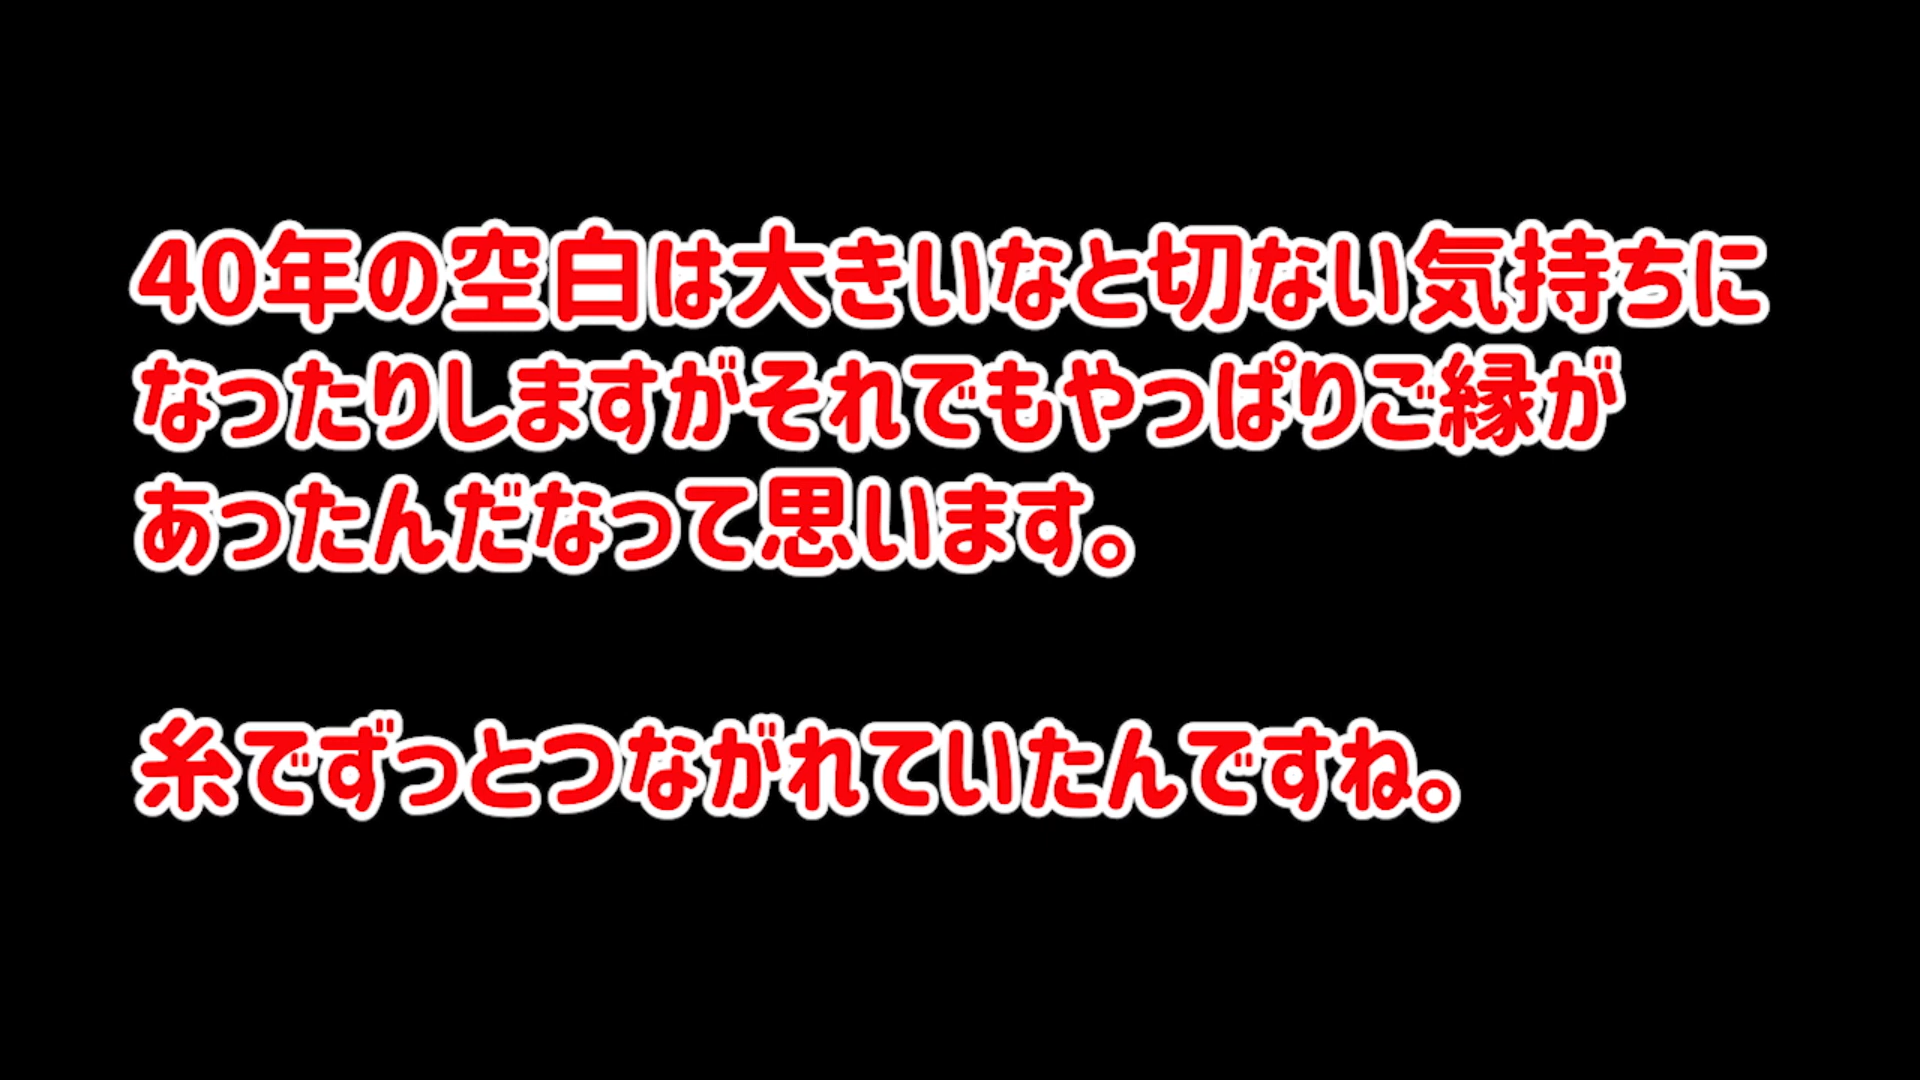 40年の空白は大きいなと切ない気持ちに
なったりしますがそれでもやっぱりご縁が
あったんだなって思います。
糸でずっとつながれていたんですね。